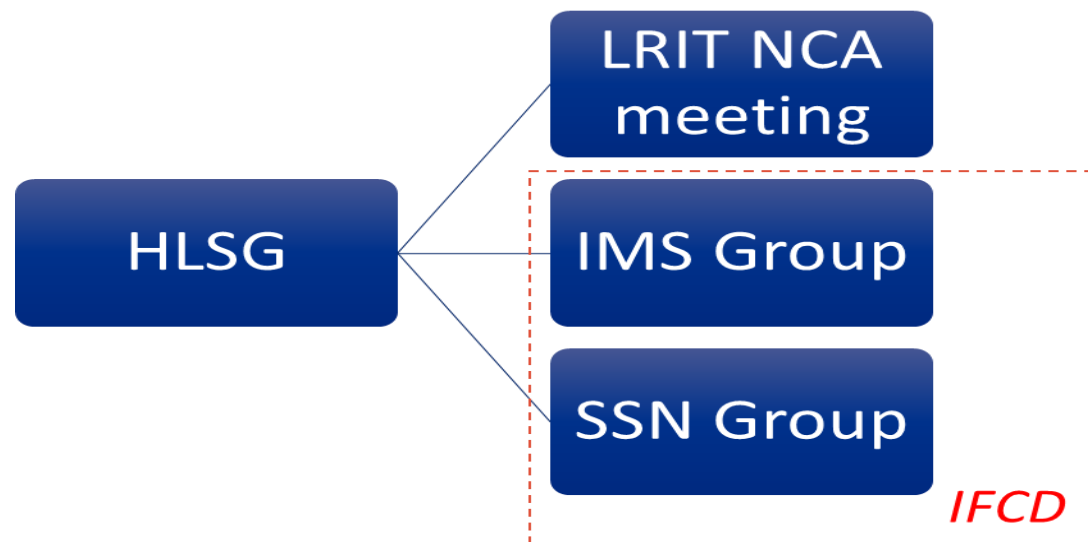 LRIT NCA
meeting
HLSG
IMS Group
SSN Group
IFCD